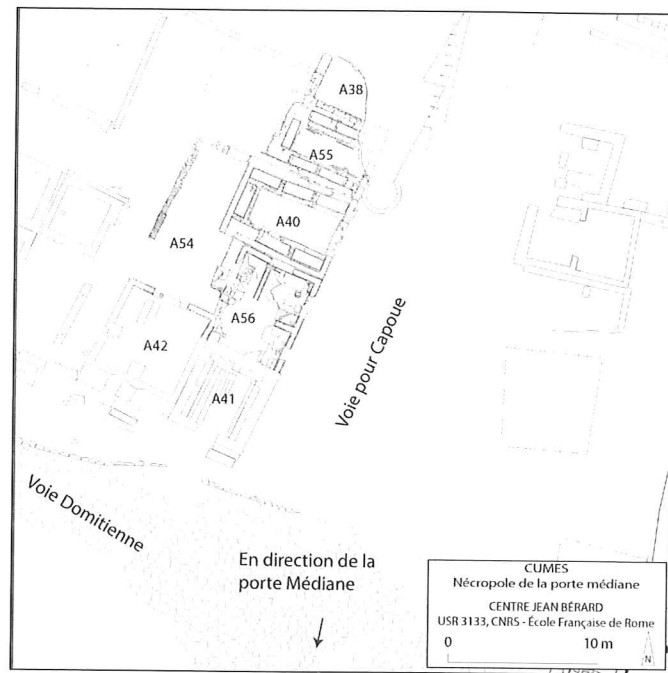 A38
A55
A40
A54
A56
A42
A41
Voie pour Capoue
Voie Domitienne
En direction de la
porte Médiane
CUMES
Nécropole de la porte médiane
CENTRE JEAN BÉRARD
USR 3133, CNRS - École Française de Rome
0 10 m
N